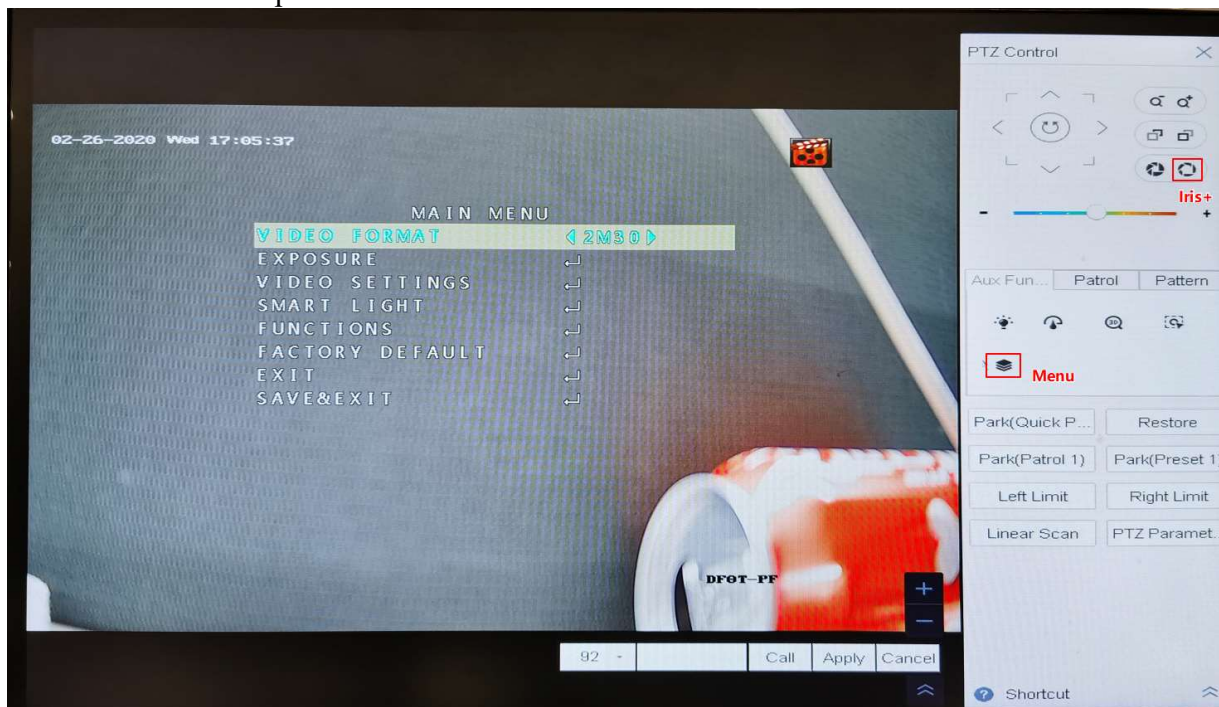 PTZ Control
02-26-2020 Wed 17:05:37
Iris+
- +
MAIN MENU
VIDEO FORMAT 2M30
EXPOSURE
VIDEO SETTINGS
SMART LIGHT
FUNCTIONS
FACTORY DEFAULT
EXIT
SAVE&EXIT
Aux Fun... Patrol Pattern
3D
Menu
Park(Quick P... Restore
Park(Patrol 1) Park(Preset 1)
Left Limit Right Limit
Linear Scan PTZ Paramet.
DF0T-PF
+
-
92 Call Apply Cancel
? Shortcut